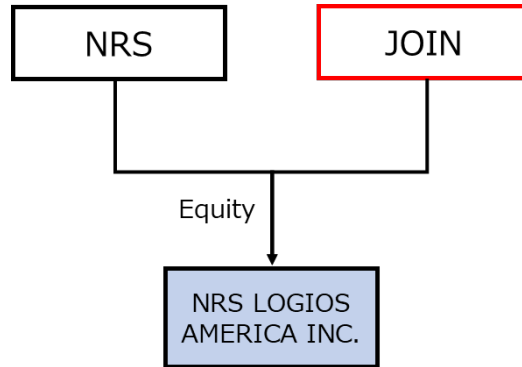 NRS
JOIN
Equity
NRS LOGIOS
AMERICA INC.